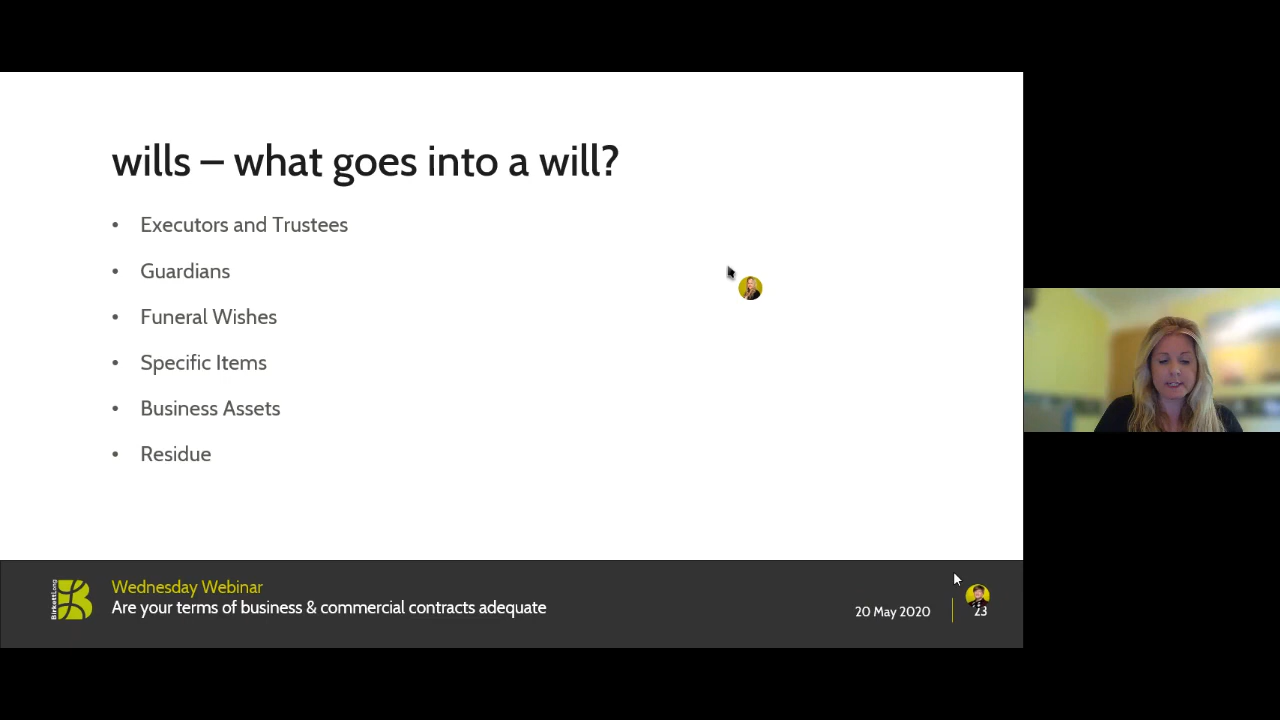 wills – what goes into a will?
• Executors and Trustees
• Guardians
• Funeral Wishes
• Specific Items
• Business Assets
• Residue
BirkettLong
Wednesday Webinar
Are your terms of business & commercial contracts adequate
20 May 2020
23